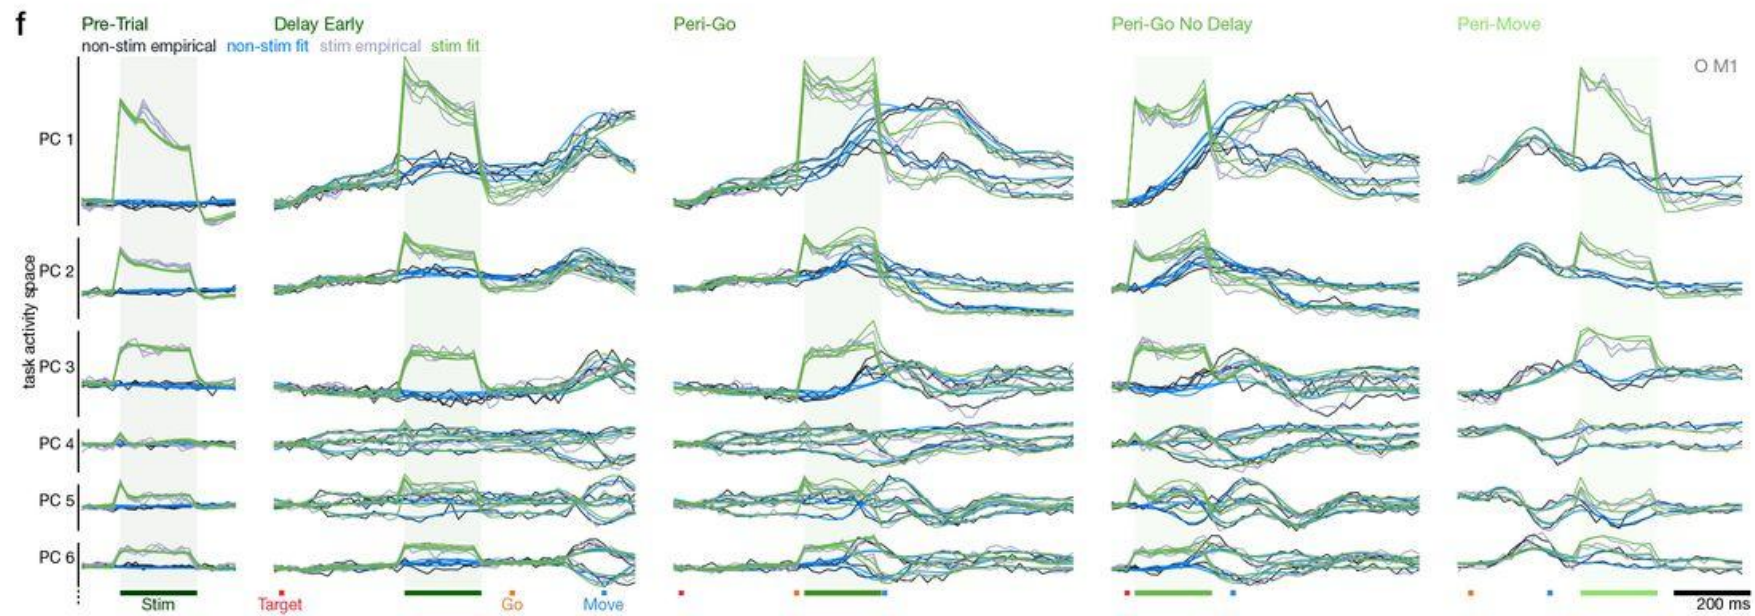 f
Pre-Trial Delay Early Peri-Go Peri-Go No Delay Peri-Move
non-stim empirical non-stim fit stim empirical stim fit
O M1
PC 1
PC 2
task activity space
PC 3
PC 4
PC 5
PC 6
Stim Target Go Move 200 ms